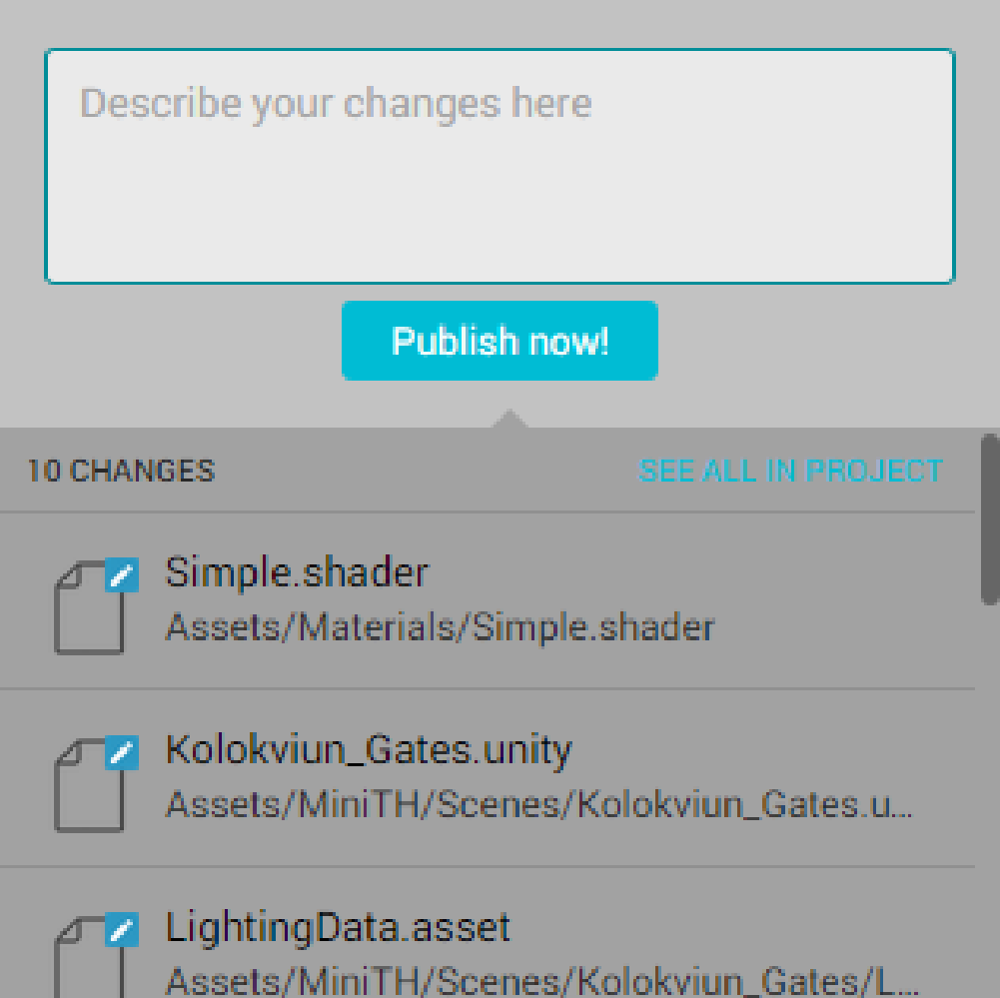 Describe your changes here
Publish now!
10 CHANGES
SEE ALL IN PROJECT
Simple.shader
Assets/Materials/Simple.shader
Kolokviun_Gates.unity
Assets/MiniTH/Scenes/Kolokviun_Gates.u...
LightingData.asset
Assets/MiniTH/Scenes/Kolokviun_Gates/L...